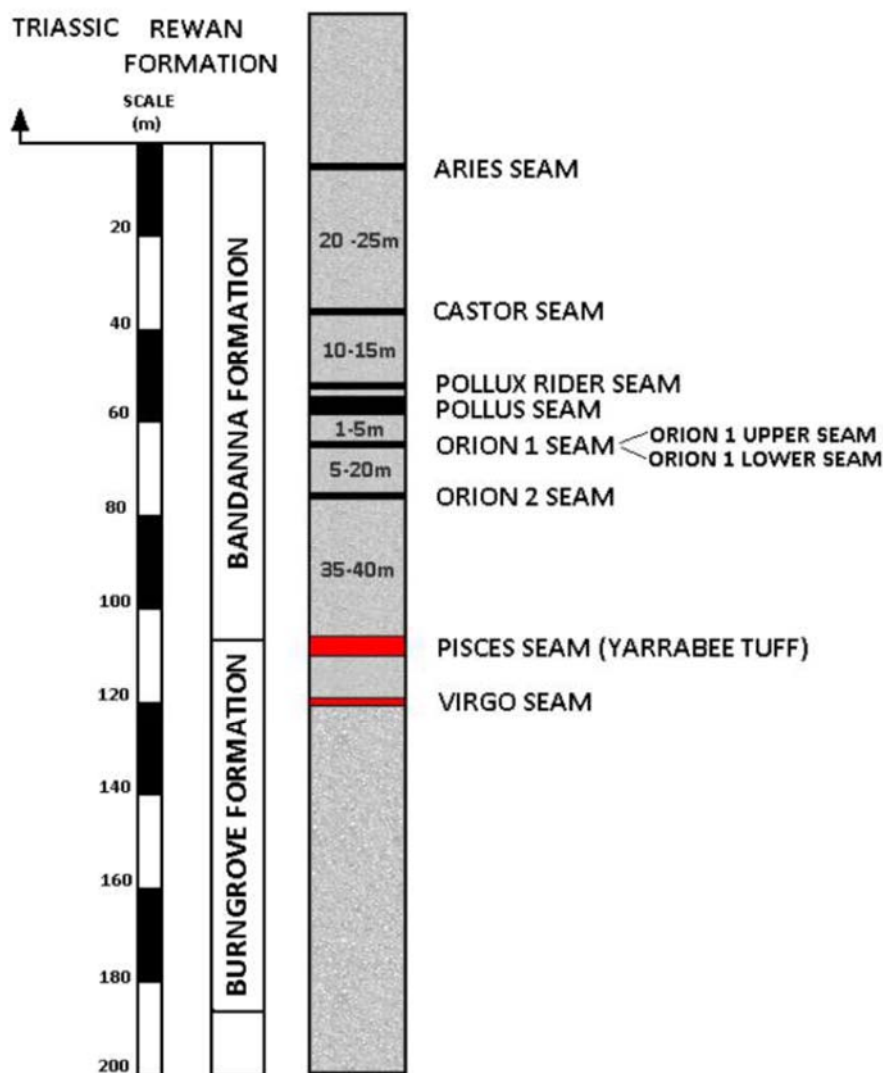 TRIASSIC
REWAN
FORMATION
SCALE
(m)
ARIES SEAM
20
20 -25m
CASTOR SEAM
40
10-15m
POLLUX RIDER SEAM
POLLUS SEAM
60
1-5m
ORION 1 SEAM
ORION 1 UPPER SEAM
ORION 1 LOWER SEAM
5-20m
ORION 2 SEAM
80
35-40m
100
BANDANNA FORMATION
PISCES SEAM (YARRABEE TUFF)
120
VIRGO SEAM
140
160
180
BURNGROVE FORMATION
200